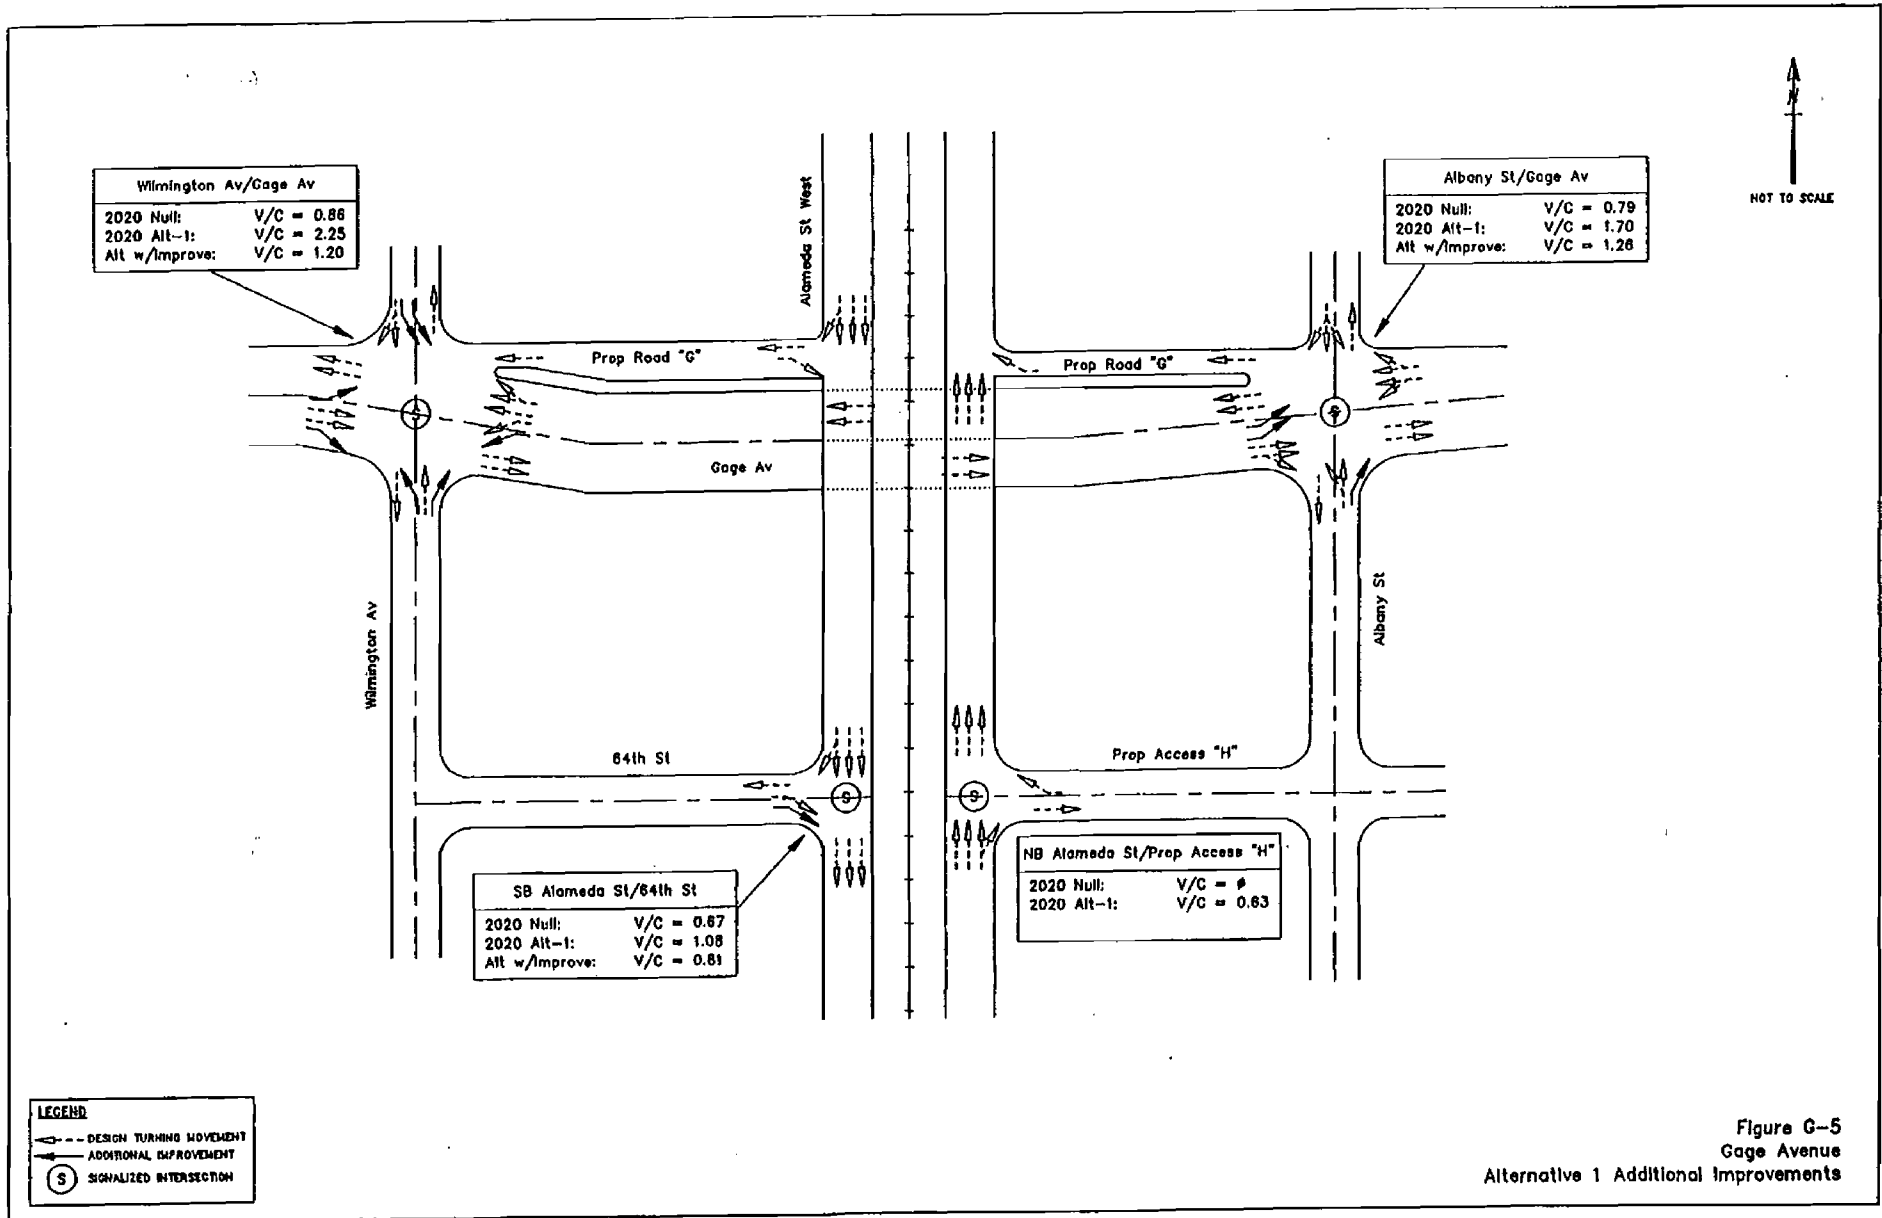 N
NOT TO SCALE
Wilmington Av/Gage Av
2020 Null: V/C = 0.86
2020 Alt-1: V/C = 2.25
Alt w/Improve: V/C = 1.20
Alameda St West
Albany St/Gage Av
2020 Null: V/C = 0.79
2020 Alt-1: V/C = 1.70
Alt w/Improve: V/C = 1.26
Prop Road "G"
Prop Road "G"
S
S
Gage Av
Wilmington Av
Albany St
64th St
Prop Access "H"
S
S
SB Alameda St/64th St
2020 Null: V/C = 0.67
2020 Alt-1: V/C = 1.08
Alt w/Improve: V/C = 0.81
NB Alameda St/Prop Access "H"
2020 Null: V/C =
2020 Alt-1: V/C = 0.63
LEGEND
DESIGN TURNING MOVEMENT
ADDITIONAL IMPROVEMENT
S SIGNALIZED INTERSECTION
Figure G-5
Gage Avenue
Alternative 1 Additional Improvements